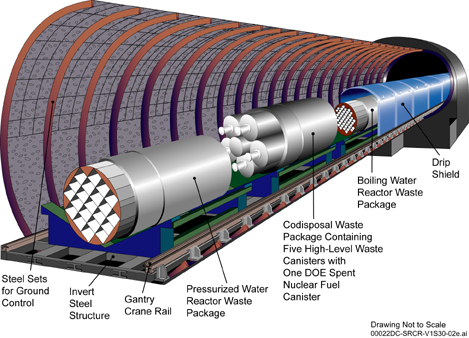 Drip
Shield
Boiling Water
Reactor Waste
Package
Codisposal Waste
Package Containing
Five High-Level Waste
Canisters with
One DOE Spent
Nuclear Fuel
Canister
Pressurized Water
Reactor Waste
Package
Gantry
Crane Rail
Invert
Steel
Structure
Steel Sets
for Ground
Control
Drawing Not to Scale
00022DC-SRCR-V1S30-02e.ai